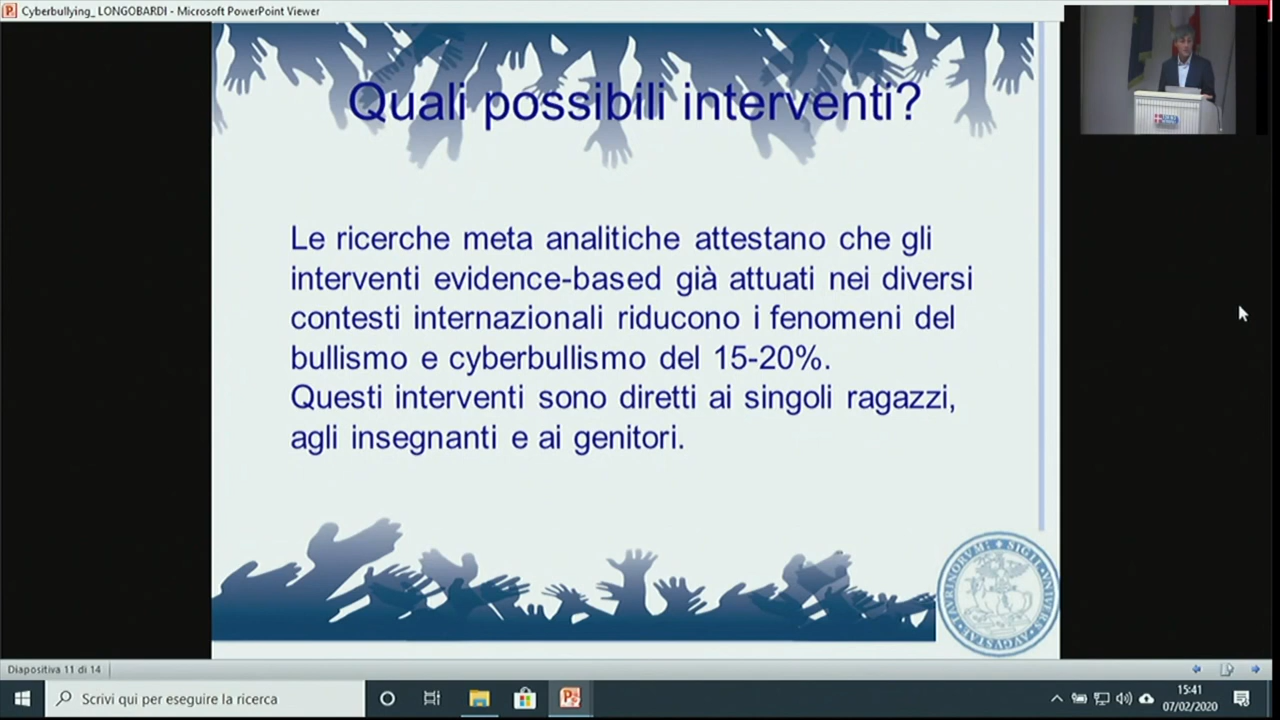 Cyberbullying_ LONGOBARDI - Microsoft PowerPoint Viewer
Quali possibili interventi?
Le ricerche meta analitiche attestano che gli
interventi evidence-based già attuati nei diversi
contesti internazionali riducono i fenomeni del
bullismo e cyberbullismo del 15-20%.
Questi interventi sono diretti ai singoli ragazzi,
agli insegnanti e ai genitori.
Diapositiva 11 di 14
Scrivi qui per eseguire la ricerca
15:41
07/02/2020